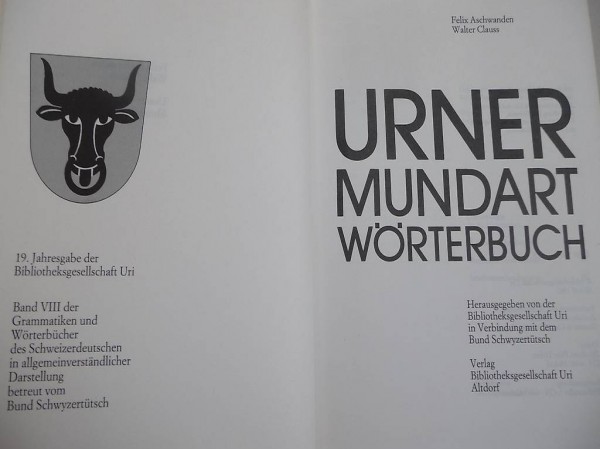 19. Jahresgabe der
Bibliotheksgesellschaft Uri
Band VIII der
Grammatiken und
Wörterbücher
des Schweizerdeutschen
in allgemeinverständlicher
Darstellung
betreut vom
Bund Schwyzertütsch
Felix Aschwanden
Walter Clauss
URNER
MUNDART
WÖRTERBUCH
Herausgegeben von der
Bibliotheksgesellschaft Uri
in Verbindung mit dem
Bund Schwyzertütsch
Verlag
Bibliotheksgesellschaft Uri
Altdorf